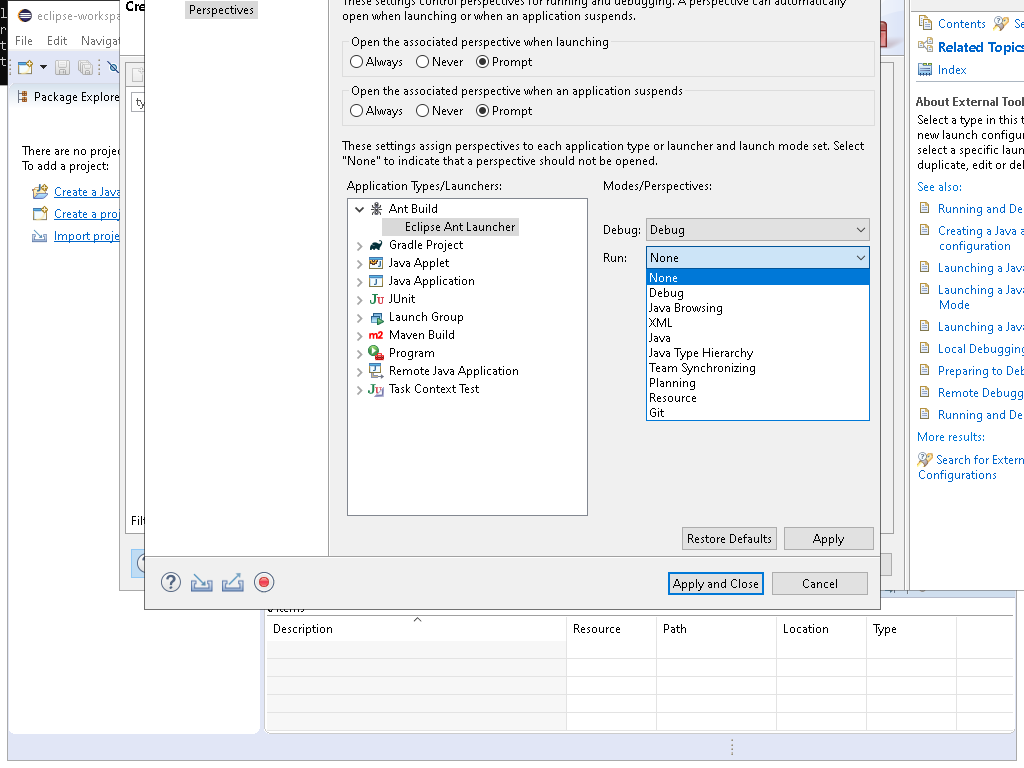 eclipse-workspa
File Edit Navigat
Package Explore
There are no projec
To add a project:
Create a Java
Create a proj
Import proje
Cre
ty
Filt
Perspectives
These settings control perspectives for running and debugging. A perspective can automatically
open when launching or when an application suspends.
Open the associated perspective when launching
Always Never Prompt
Open the associated perspective when an application suspends
Always Never Prompt
These settings assign perspectives to each application type or launcher and launch mode set. Select
"None" to indicate that a perspective should not be opened.
Application Types/Launchers:
Ant Build
Eclipse Ant Launcher
Gradle Project
Java Applet
Java Application
JUnit
Launch Group
Maven Build
Program
Remote Java Application
Task Context Test
Modes/Perspectives:
Debug: Debug
Run: None
None
Debug
Java Browsing
XML
Java
Java Type Hierarchy
Team Synchronizing
Planning
Resource
Git
Restore Defaults Apply
Apply and Close Cancel
Contents Se
Related Topics
Index
About External Tool
Select a type in this t
new launch configur
select a specific laun
duplicate, edit or del
See also:
Running and De
Creating a Java a
configuration
Launching a Java
Launching a Java
Mode
Launching a Java
Local Debugging
Preparing to Deb
Remote Debugg
Running and De
More results:
Search for Extern
Configurations
0 items
Description Resource Path Location Type